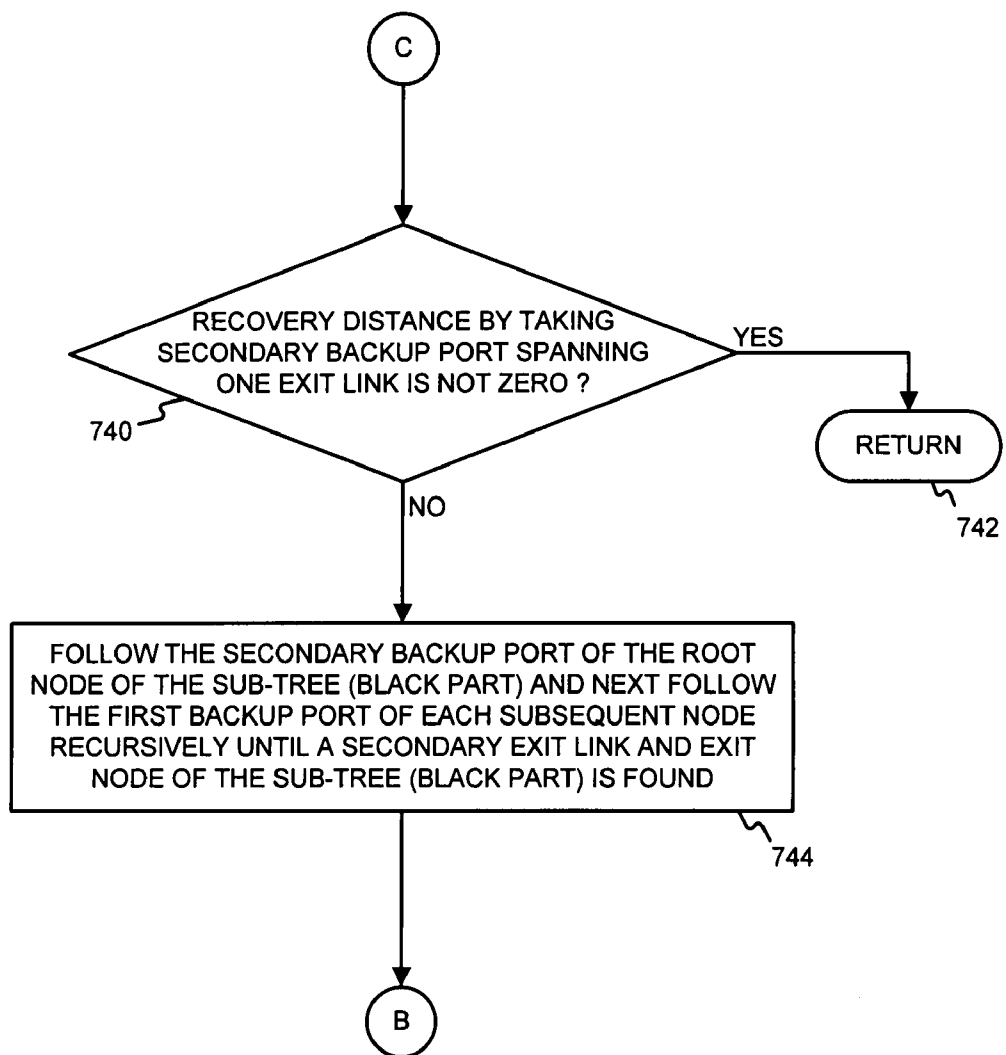 C
RECOVERY DISTANCE BY TAKING
SECONDARY BACKUP PORT SPANNING
ONE EXIT LINK IS NOT ZERO ?
YES
740
RETURN
NO
742
FOLLOW THE SECONDARY BACKUP PORT OF THE ROOT
NODE OF THE SUB-TREE (BLACK PART) AND NEXT FOLLOW
THE FIRST BACKUP PORT OF EACH SUBSEQUENT NODE
RECURSIVELY UNTIL A SECONDARY EXIT LINK AND EXIT
NODE OF THE SUB-TREE (BLACK PART) IS FOUND
744
B